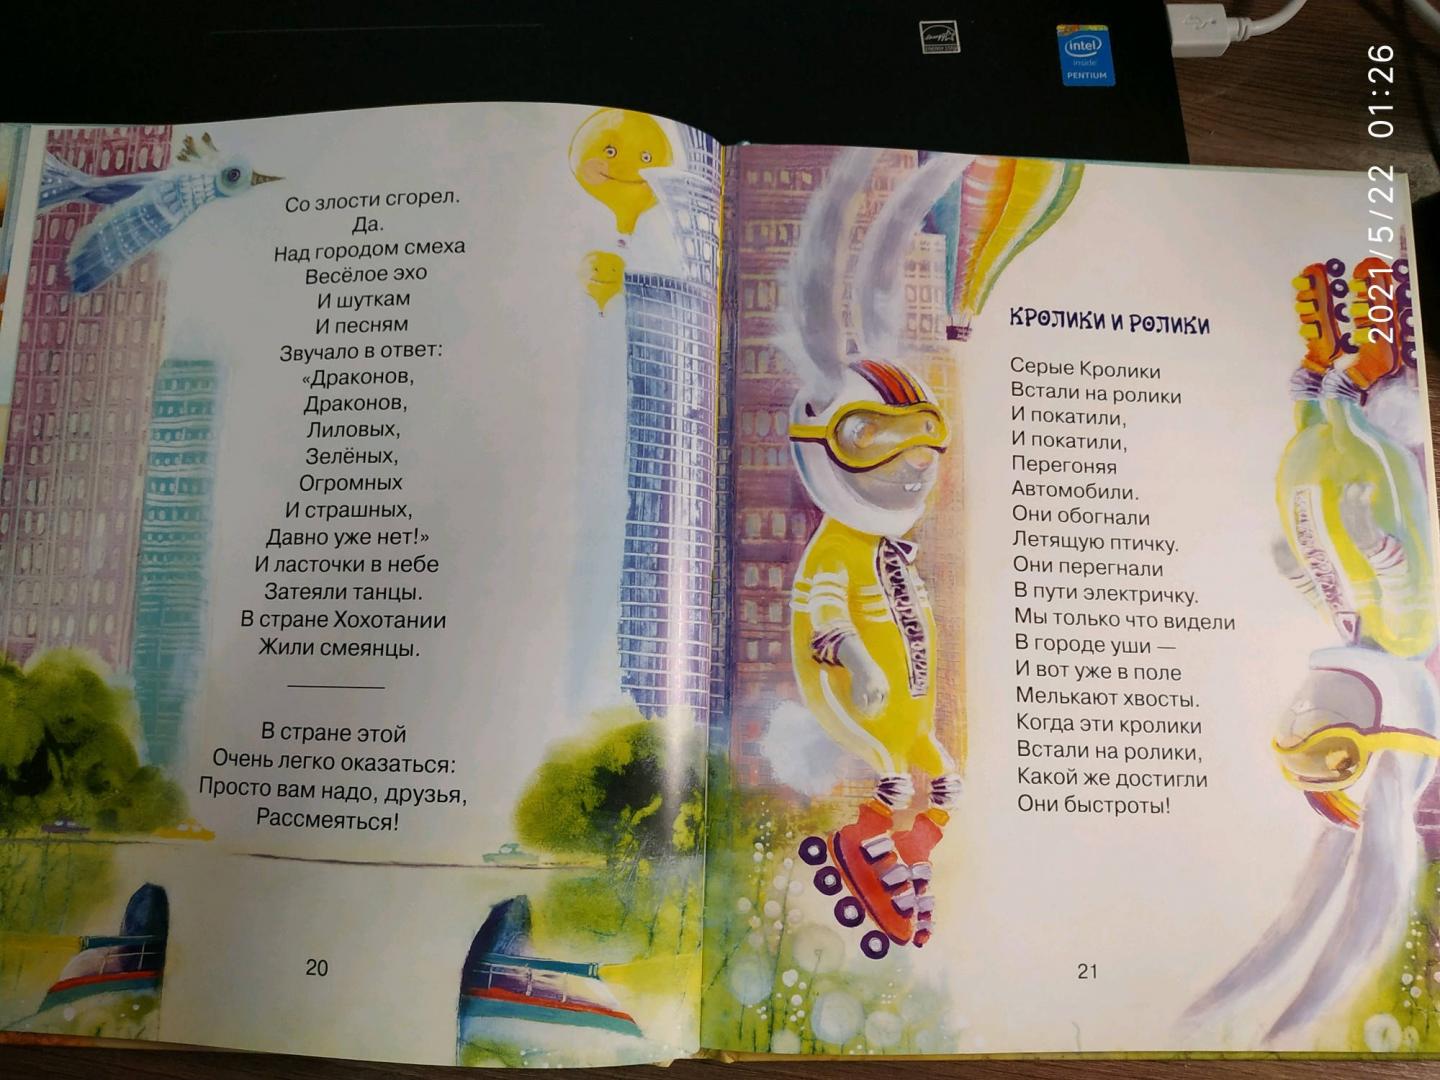 intel
inside
PENTIUM
2021/5/22 01:26
Со злости сгорел.
Да.
Над городом смеха
Весёлое эхо
И шуткам
И песням
Звучало в ответ:
«Драконов,
Драконов,
Лиловых,
Зелёных,
Огромных
И страшных,
Давно уже нет!»
И ласточки в небе
Затеяли танцы.
В стране Хохотании
Жили смеянцы.
В стране этой
Очень легко оказаться:
Просто вам надо, друзья,
Рассмеяться!
20
КРОЛИКИ И РОЛИКИ
Серые Кролики
Встали на ролики
И покатили,
И покатили,
Перегоняя
Автомобили.
Они обогнали
Летящую птичку.
Они перегнали
В пути электричку.
Мы только что видели
В городе уши —
И вот уже в поле
Мелькают хвосты.
Когда эти кролики
Встали на ролики,
Какой же достигли
Они быстроты!
21